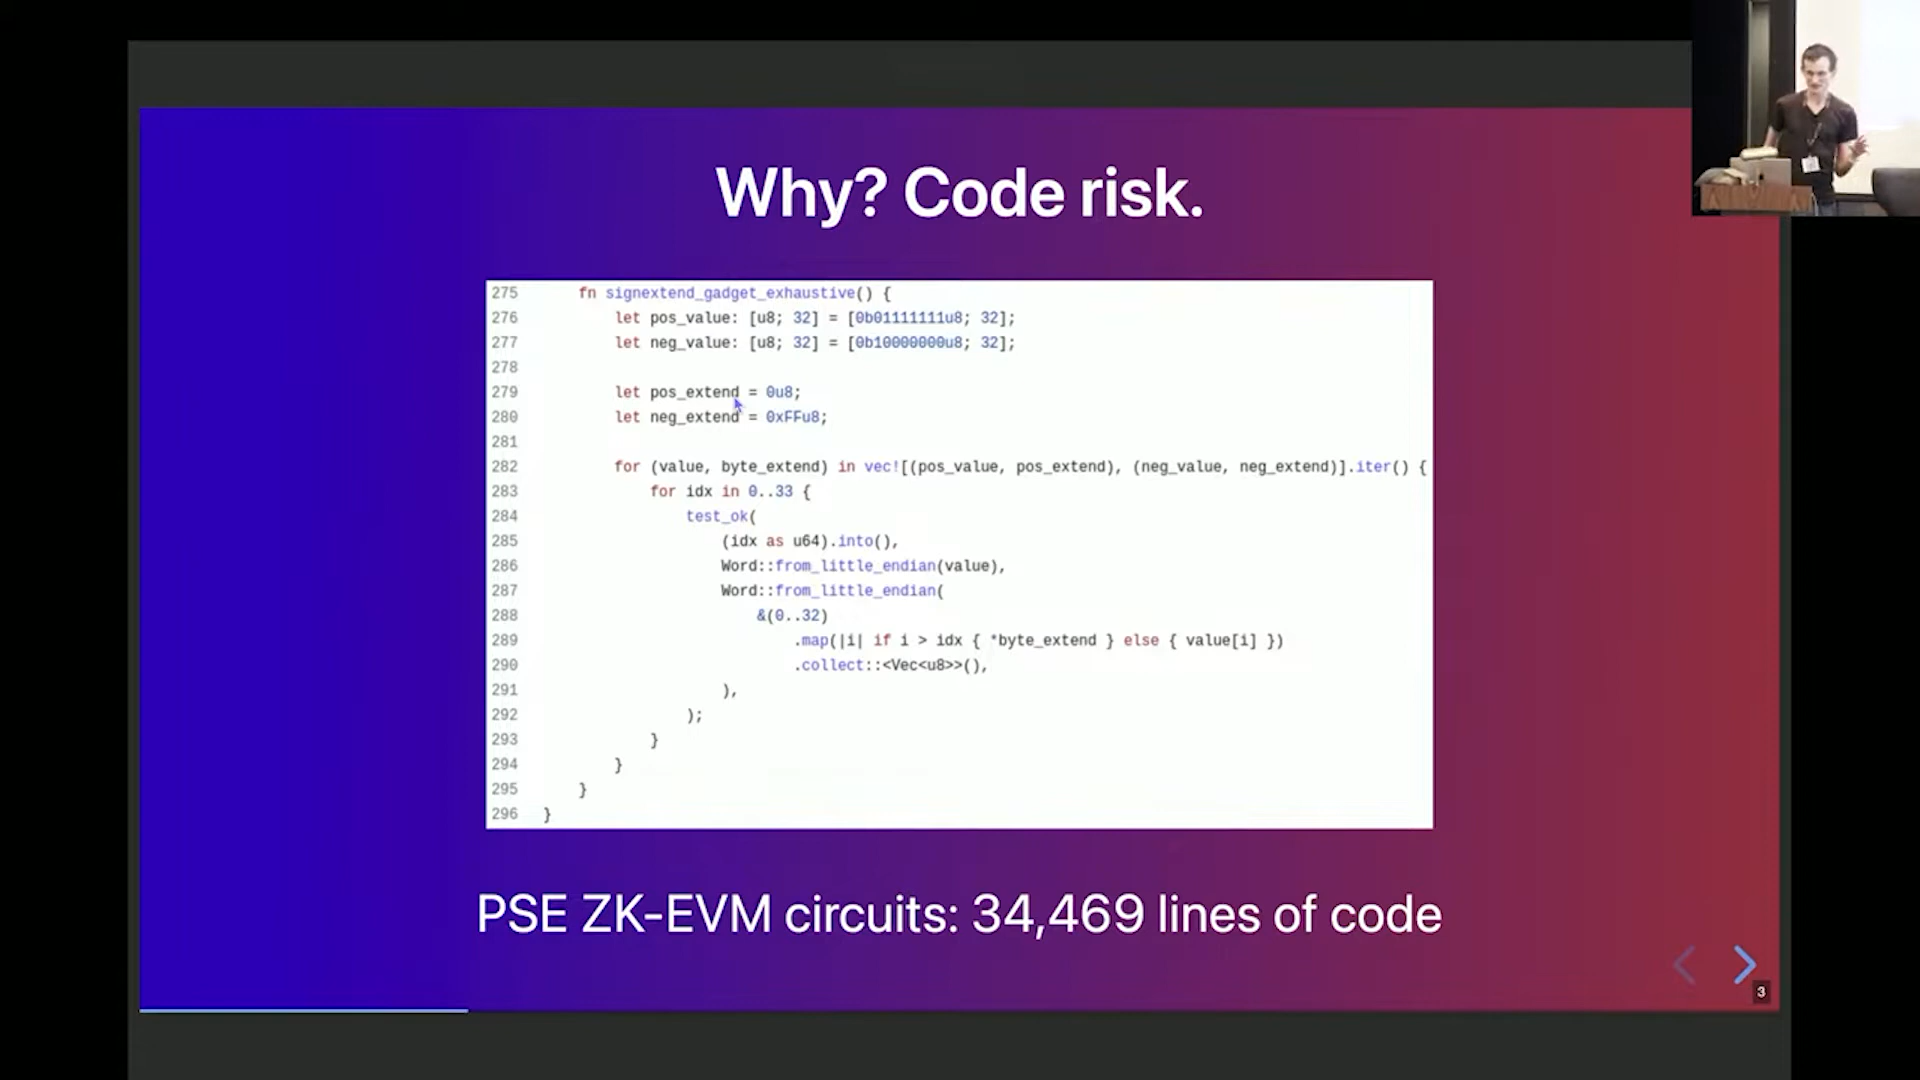 Why? Code risk.
275 fn signextend_gadget_exhaustive() {
276 let pos_value: [u8; 32] = [0b01111111u8; 32];
277 let neg_value: [u8; 32] = [0b10000000u8; 32];
278
279 let pos_extend = 0u8;
280 let neg_extend = 0xFFu8;
281
282 for (value, byte_extend) in vec![(pos_value, pos_extend), (neg_value, neg_extend)].iter() {
283 for idx in 0..33 {
284 test_ok(
285 (idx as u64).into(),
286 Word::from_little_endian(value),
287 Word::from_little_endian(
288 &(0..32)
289 .map(|i| if i > idx { *byte_extend } else { value[i] })
290 .collect::<Vec<u8>>(),
291 ),
292 );
293 }
294 }
295 }
296 }
PSE ZK-EVM circuits: 34,469 lines of code
3